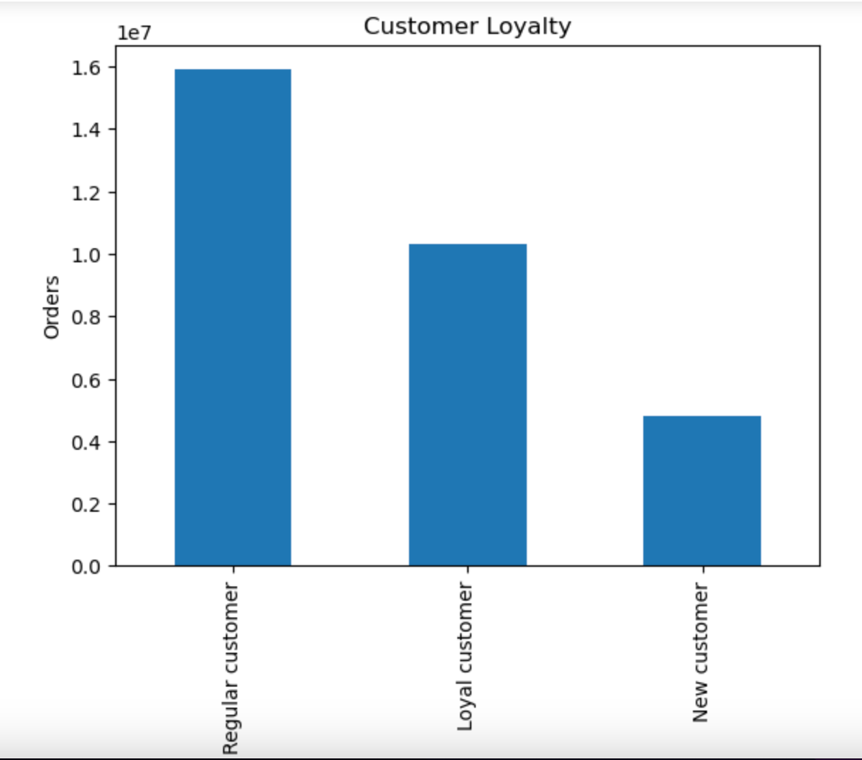 Customer Loyalty
1e7
1.6
1.4
1.2
1.0
0.8
0.6
0.4
0.2
0.0
Orders
Regular customer
Loyal customer
New customer